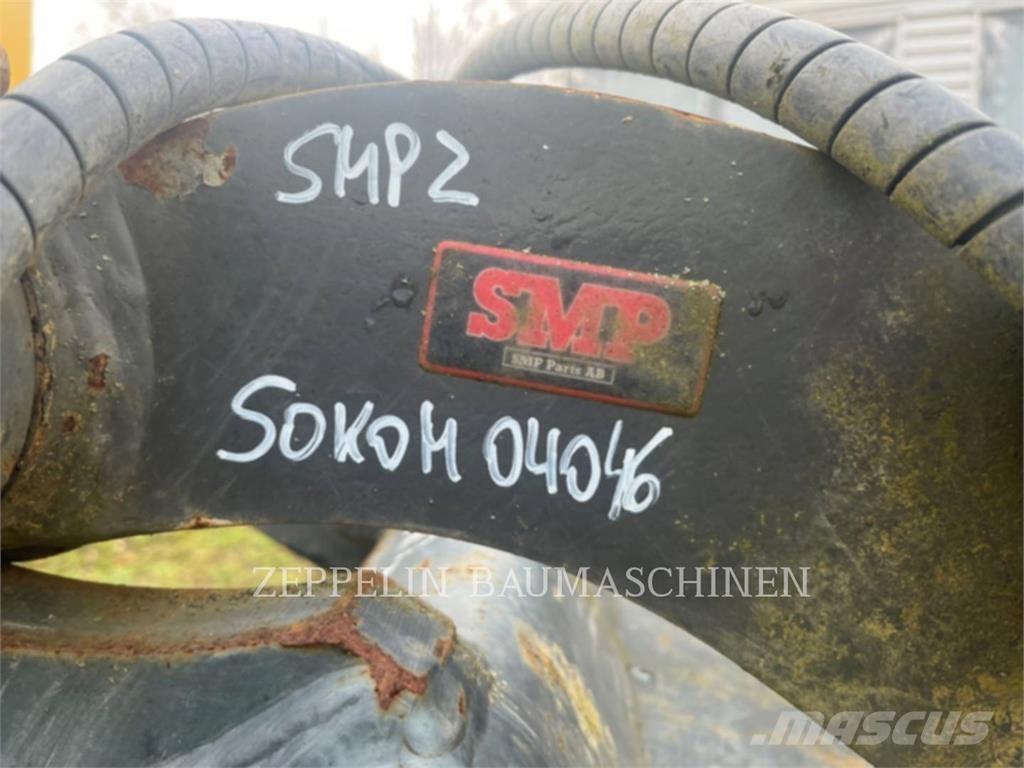 SMP2
SMP
SMP Parts AB
SOKOM 04046
ZEPPELIN BAUMASCHINEN
MASCUS